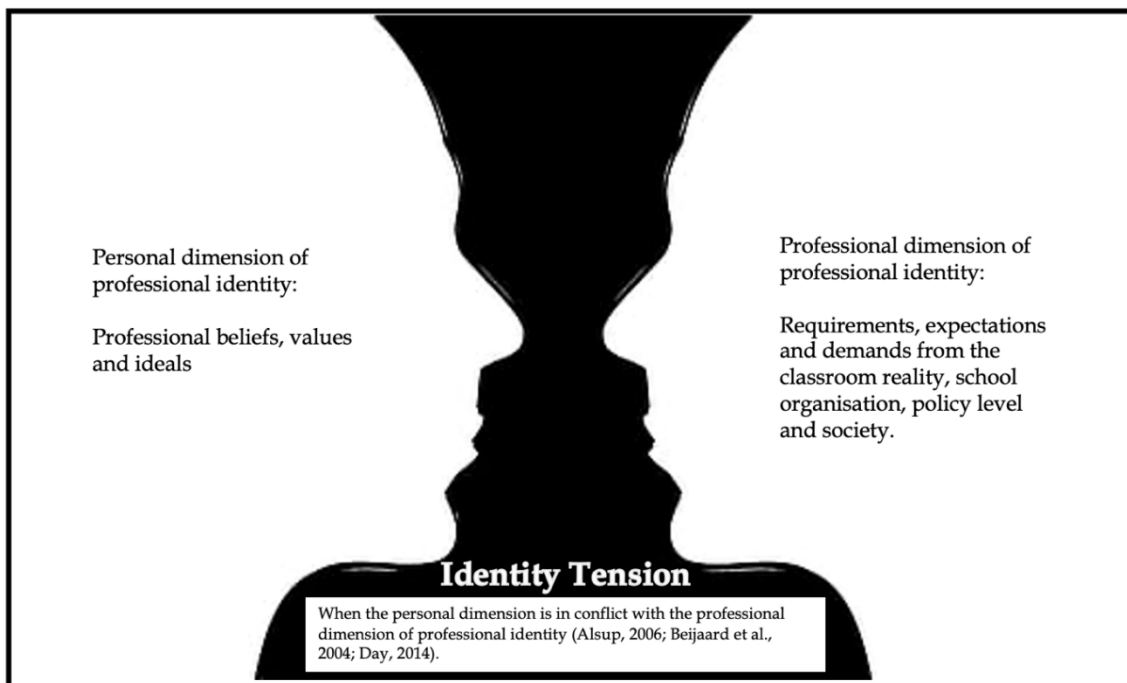 Personal dimension of
professional identity:
Professional beliefs, values
and ideals
Professional dimension of
professional identity:
Requirements, expectations
and demands from the
classroom reality, school
organisation, policy level
and society.
Identity Tension
When the personal dimension is in conflict with the professional
dimension of professional identity (Alsup, 2006; Beijaard et al.,
2004; Day, 2014).